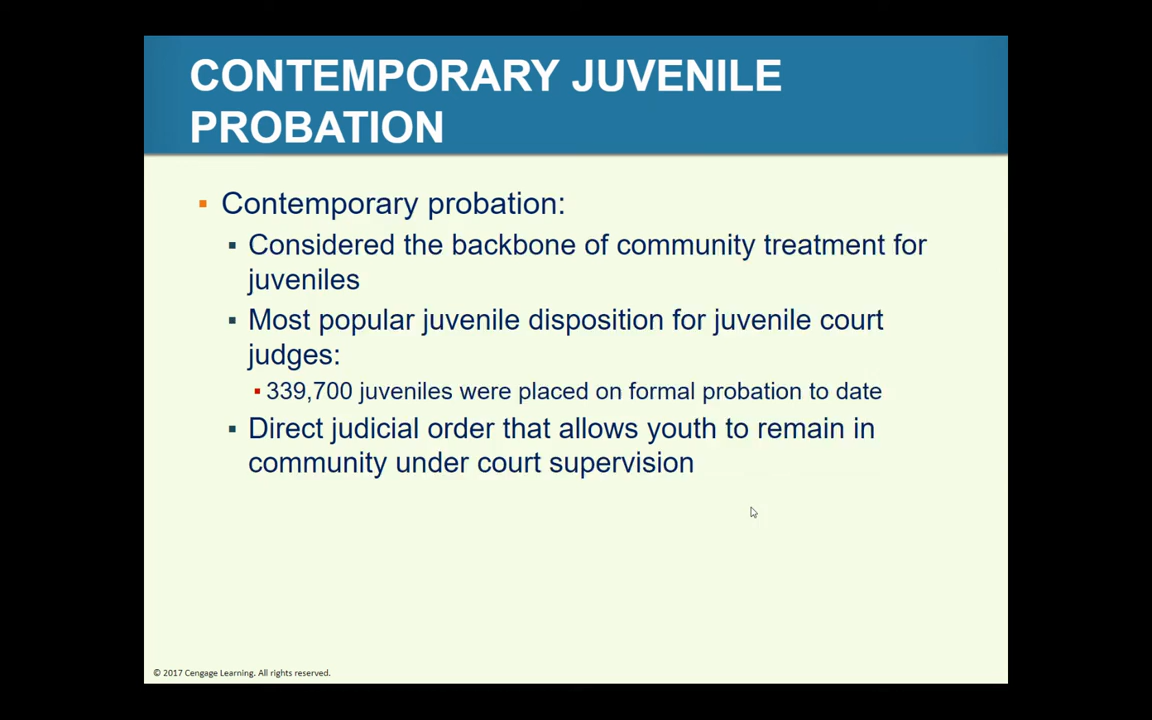 CONTEMPORARY JUVENILE
PROBATION
▪ Contemporary probation:
▪ Considered the backbone of community treatment for
juveniles
▪ Most popular juvenile disposition for juvenile court
judges:
▪ 339,700 juveniles were placed on formal probation to date
▪ Direct judicial order that allows youth to remain in
community under court supervision
© 2017 Cengage Learning. All rights reserved.